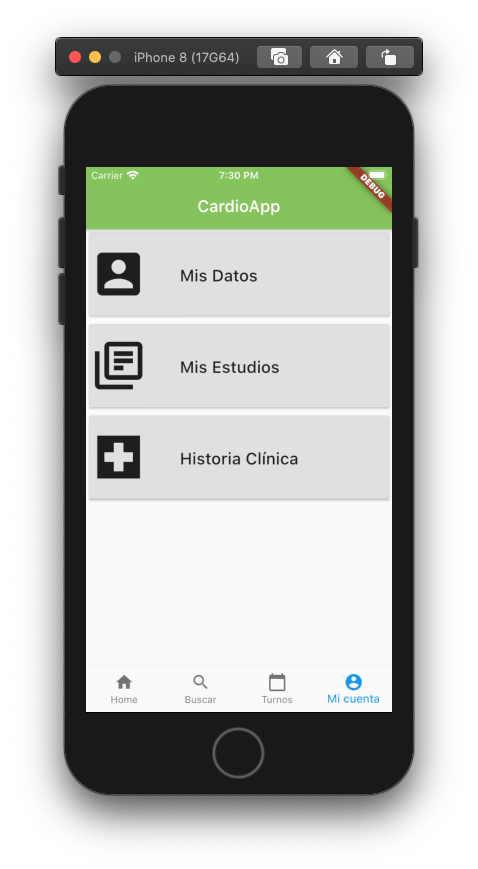 iPhone 8 (17G64)
Carrier 7:30 PM
DEBUG
CardioApp
Mis Datos
Mis Estudios
Historia Clínica
Home Buscar Turnos Mi cuenta